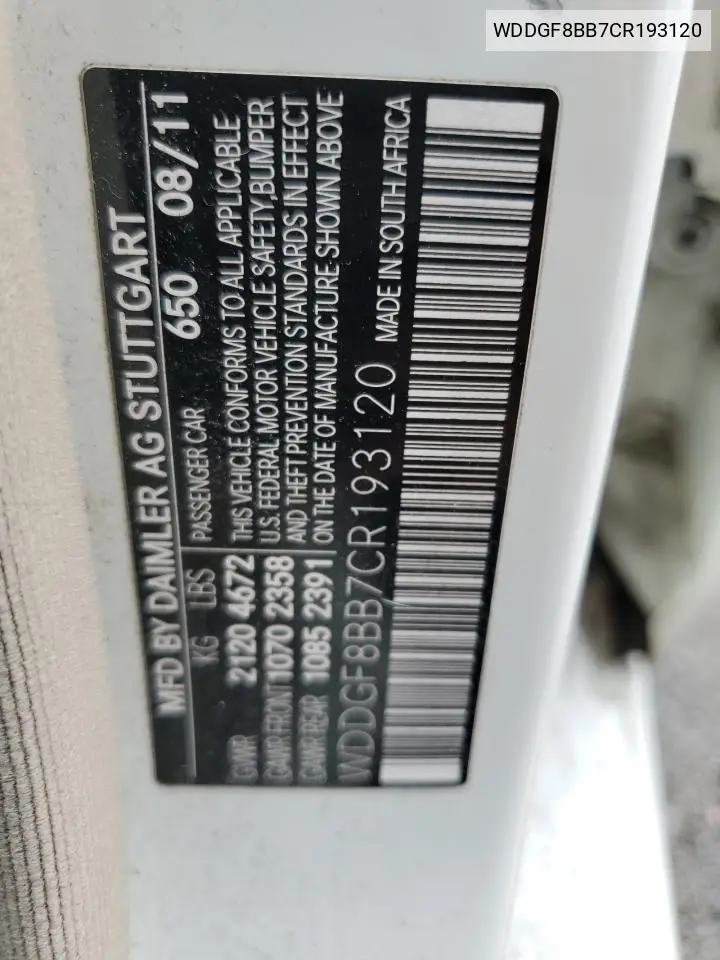 WDDGF8BB7CR193120
MFD BY DAIMLER AG STUTTGART
650 08/11
KG LBS
PASSENGER CAR
GVWR 2120 4672
GAWR FRONT 1070 2358
GAWR REAR 1085 2391
THIS VEHICLE CONFORMS TO ALL APPLICABLE
U.S. FEDERAL MOTOR VEHICLE SAFETY, BUMPER
AND THEFT PREVENTION STANDARDS IN EFFECT
ON THE DATE OF MANUFACTURE SHOWN ABOVE
WDDGF8BB7CR193120
MADE IN SOUTH AFRICA